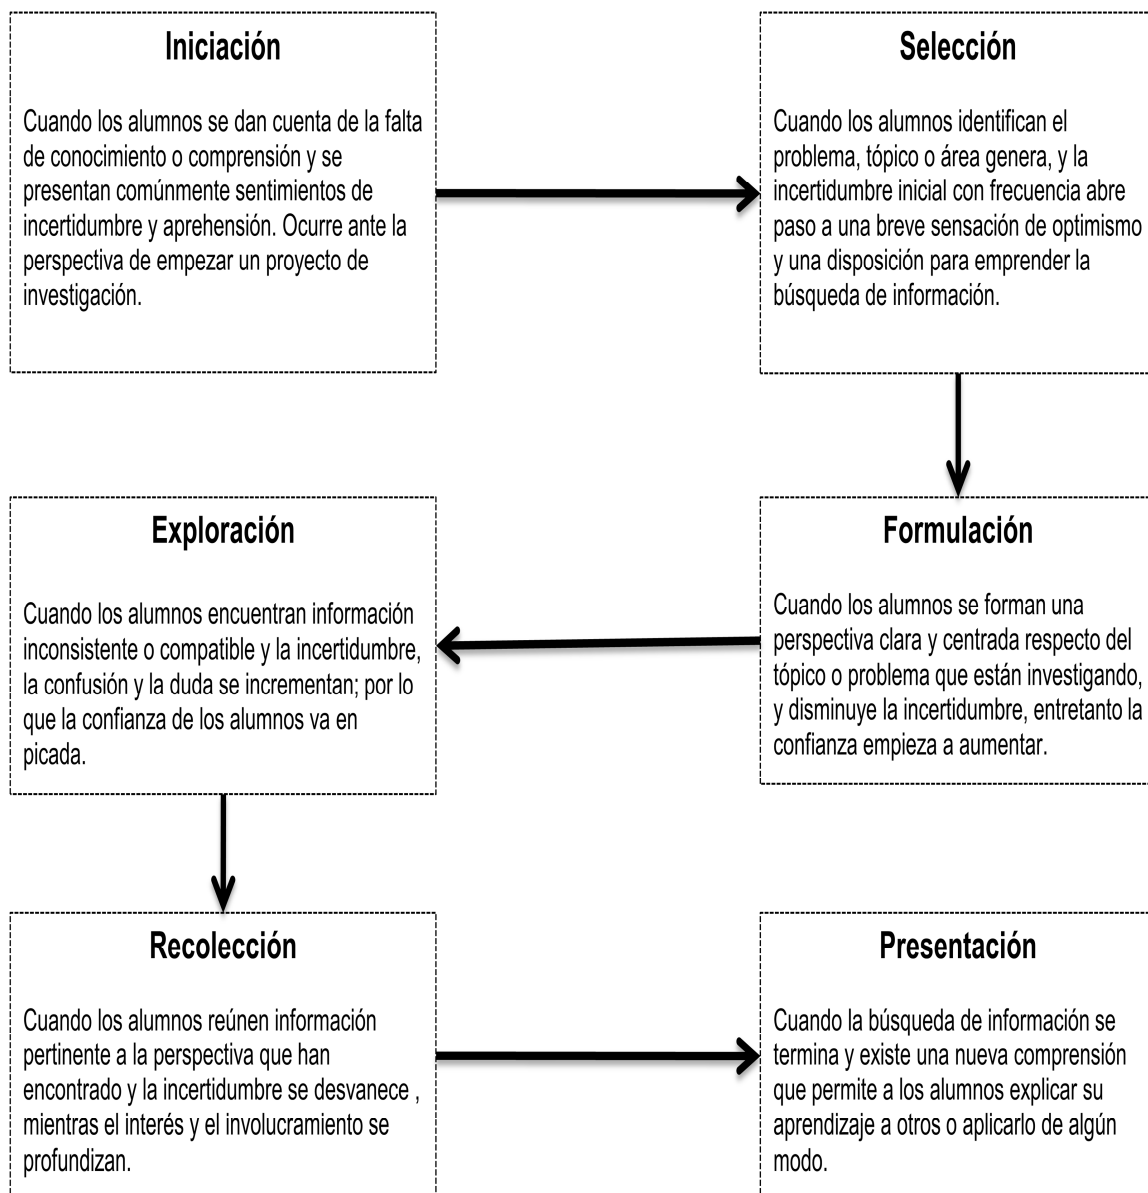 Iniciación
Cuando los alumnos se dan cuenta de la falta
de conocimiento o comprensión y se
presentan comúnmente sentimientos de
incertidumbre y aprehensión. Ocurre ante la
perspectiva de empezar un proyecto de
investigación.
Selección
Cuando los alumnos identifican el
problema, tópico o área genera, y la
incertidumbre inicial con frecuencia abre
paso a una breve sensación de optimismo
y una disposición para emprender la
búsqueda de información.
Formulación
Cuando los alumnos se forman una
perspectiva clara y centrada respecto del
tópico o problema que están investigando,
y disminuye la incertidumbre, entretanto la
confianza empieza a aumentar.
Exploración
Cuando los alumnos encuentran información
inconsistente o compatible y la incertidumbre,
la confusión y la duda se incrementan; por lo
que la confianza de los alumnos va en
picada.
Recolección
Cuando los alumnos reúnen información
pertinente a la perspectiva que han
encontrado y la incertidumbre se desvanece ,
mientras el interés y el involucramiento se
profundizan.
Presentación
Cuando la búsqueda de información se
termina y existe una nueva comprensión
que permite a los alumnos explicar su
aprendizaje a otros o aplicarlo de algún
modo.